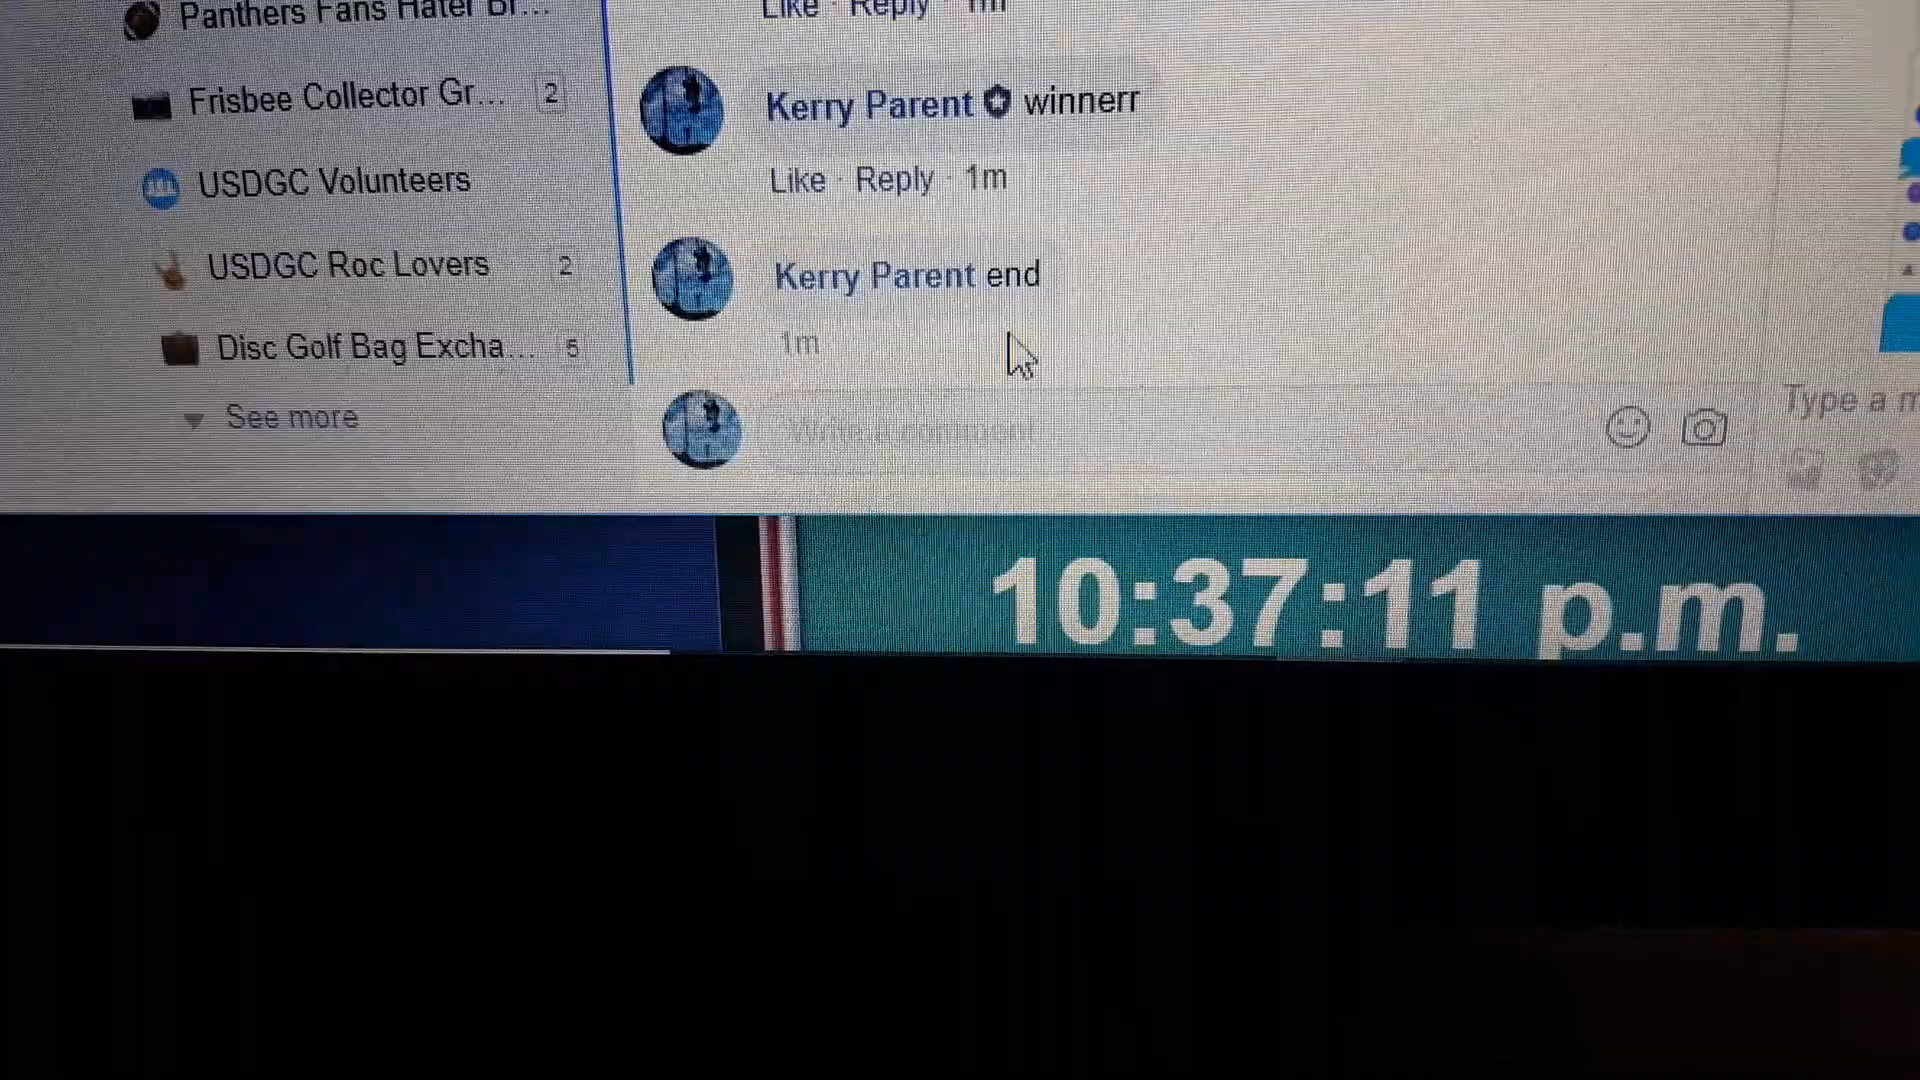 Panthers Fans Hater Br...
Like · Reply · 1m
Frisbee Collector Gr... 2
Kerry Parent winnerr
USDGC Volunteers
Like · Reply · 1m
USDGC Roc Lovers 2
Kerry Parent end
Disc Golf Bag Excha... 5
1m
See more
Write a comment...
Type a m
10:37:11 p.m.